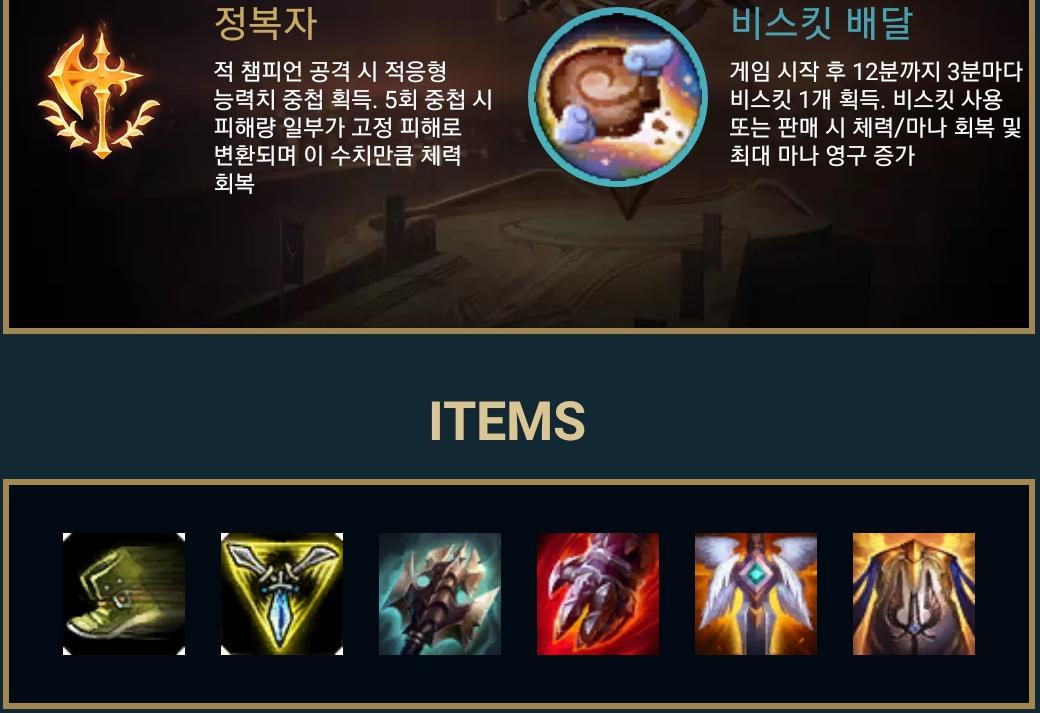 정복자
적 챔피언 공격 시 적응형
능력치 중첩 획득. 5회 중첩 시
피해량 일부가 고정 피해로
변환되며 이 수치만큼 체력
회복
비스킷 배달
게임 시작 후 12분까지 3분마다
비스킷 1개 획득. 비스킷 사용
또는 판매 시 체력/마나 회복 및
최대 마나 영구 증가
ITEMS